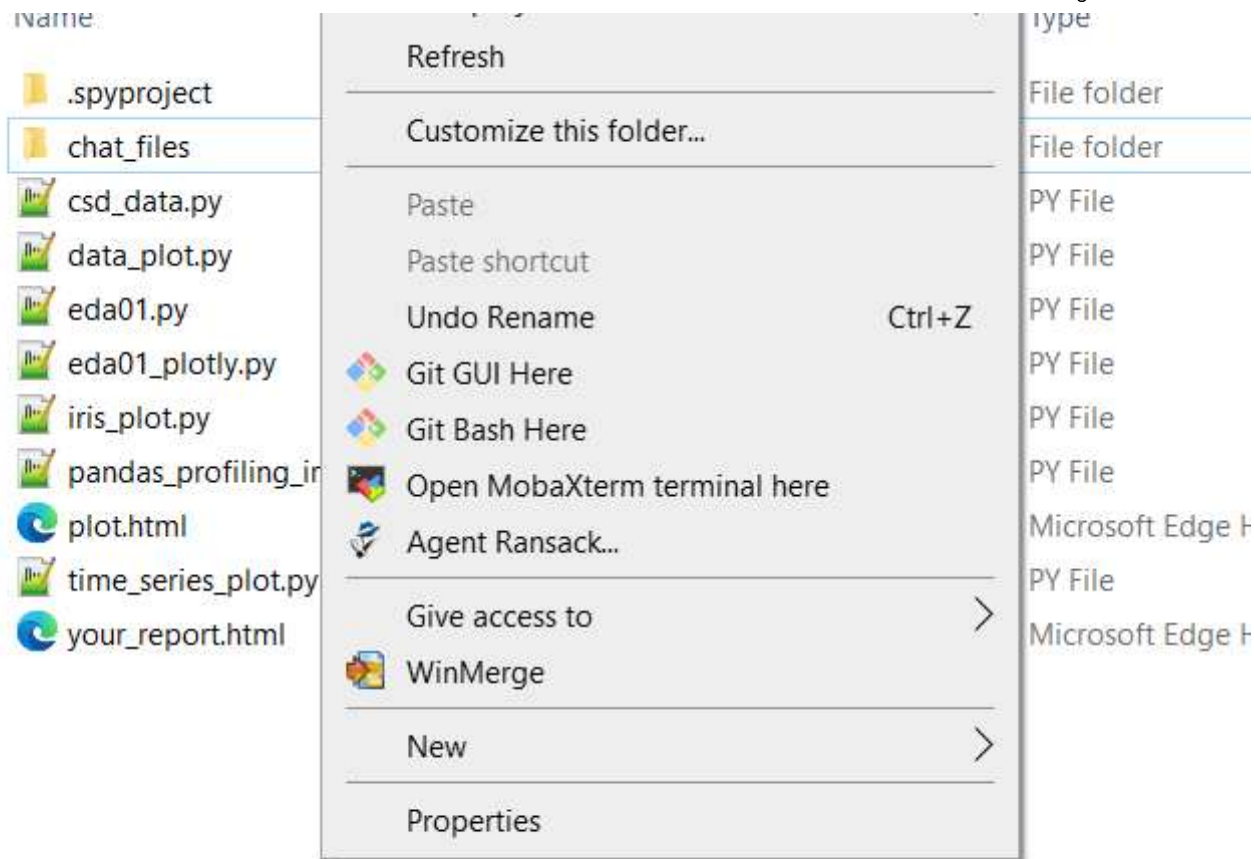 Name
Type
.spyproject
File folder
chat_files
File folder
csd_data.py
PY File
data_plot.py
PY File
eda01.py
PY File
eda01_plotly.py
PY File
iris_plot.py
PY File
pandas_profiling_ir
PY File
plot.html
Microsoft Edge H
time_series_plot.py
PY File
your_report.html
Microsoft Edge H
Refresh
Customize this folder...
Paste
Paste shortcut
Undo Rename Ctrl+Z
Git GUI Here
Git Bash Here
Open MobaXterm terminal here
Agent Ransack...
Give access to
WinMerge
New
Properties